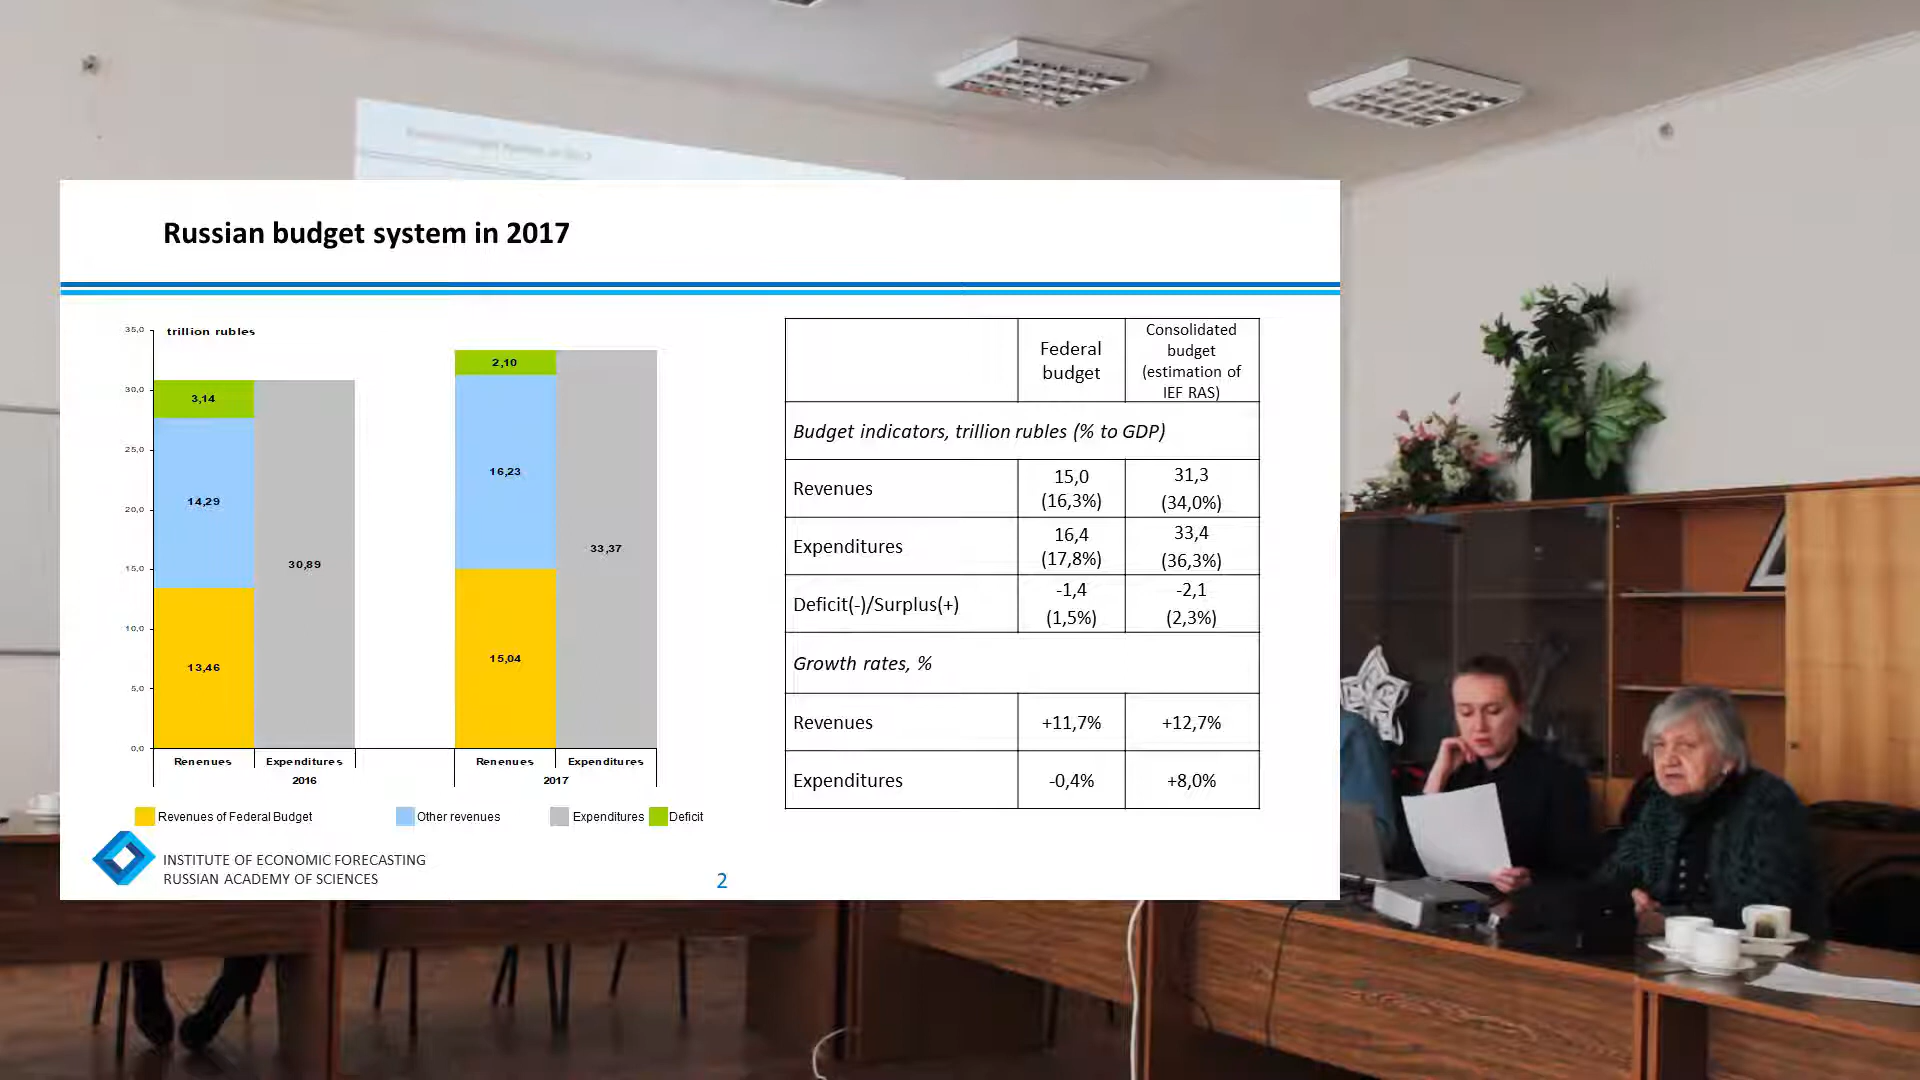 Russian budget system in 2017
trillion rubles
35,0
30,0
25,0
20,0
15,0
10,0
5,0
0,0
3,14
14,29
13,46
30,89
2,10
16,23
15,04
33,37
Renenues
Expenditures
Renenues
Expenditures
2016
2017
Revenues of Federal Budget
Other revenues
Expenditures
Deficit
Federal budget
Consolidated budget (estimation of IEF RAS)
Budget indicators, trillion rubles (% to GDP)
Revenues
15,0
(16,3%)
31,3
(34,0%)
Expenditures
16,4
(17,8%)
33,4
(36,3%)
Deficit(-)/Surplus(+)
-1,4
(1,5%)
-2,1
(2,3%)
Growth rates, %
Revenues
+11,7%
+12,7%
Expenditures
-0,4%
+8,0%
INSTITUTE OF ECONOMIC FORECASTING
RUSSIAN ACADEMY OF SCIENCES
2